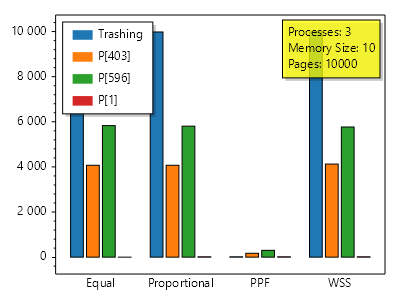 10 000
8 000
6 000
4 000
2 000
0
Trashing
P[403]
P[596]
P[1]
Processes: 3
Memory Size: 10
Pages: 10000
Equal Proportional PPF WSS